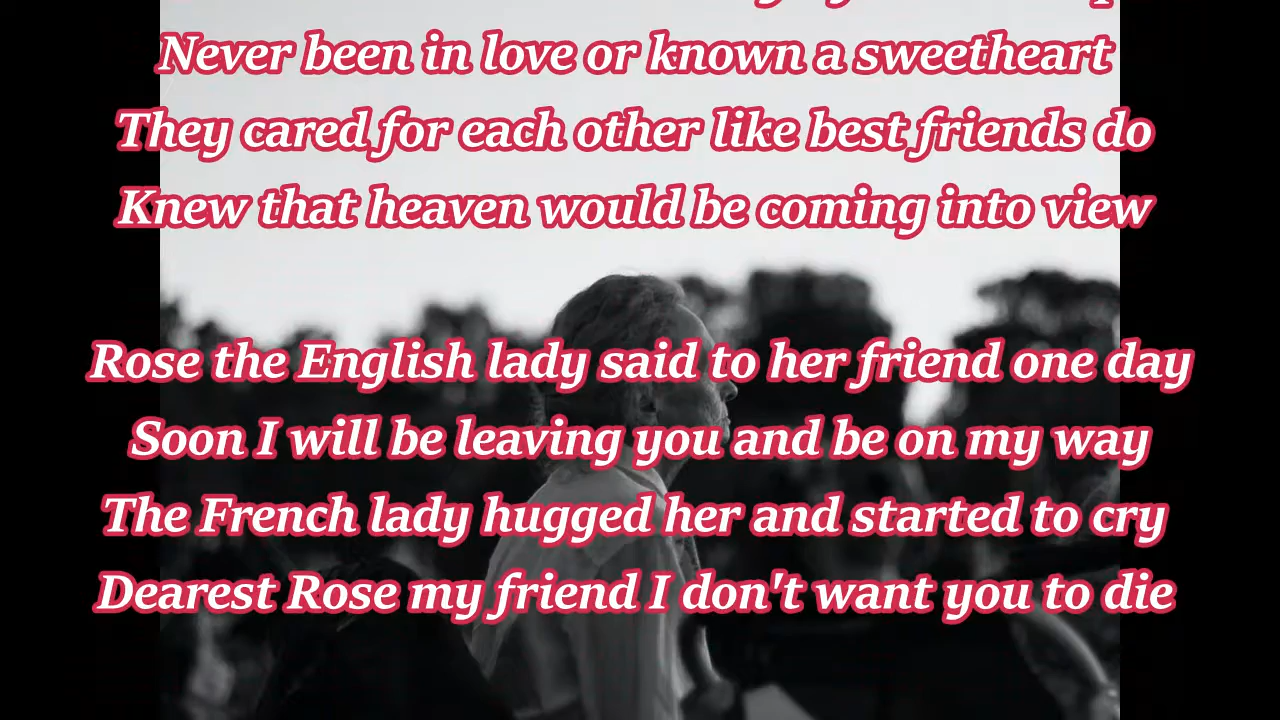 Never been in love or known a sweetheart
They cared for each other like best friends do
Knew that heaven would be coming into view
Rose the English lady said to her friend one day
Soon I will be leaving you and be on my way
The French lady hugged her and started to cry
Dearest Rose my friend I don't want you to die